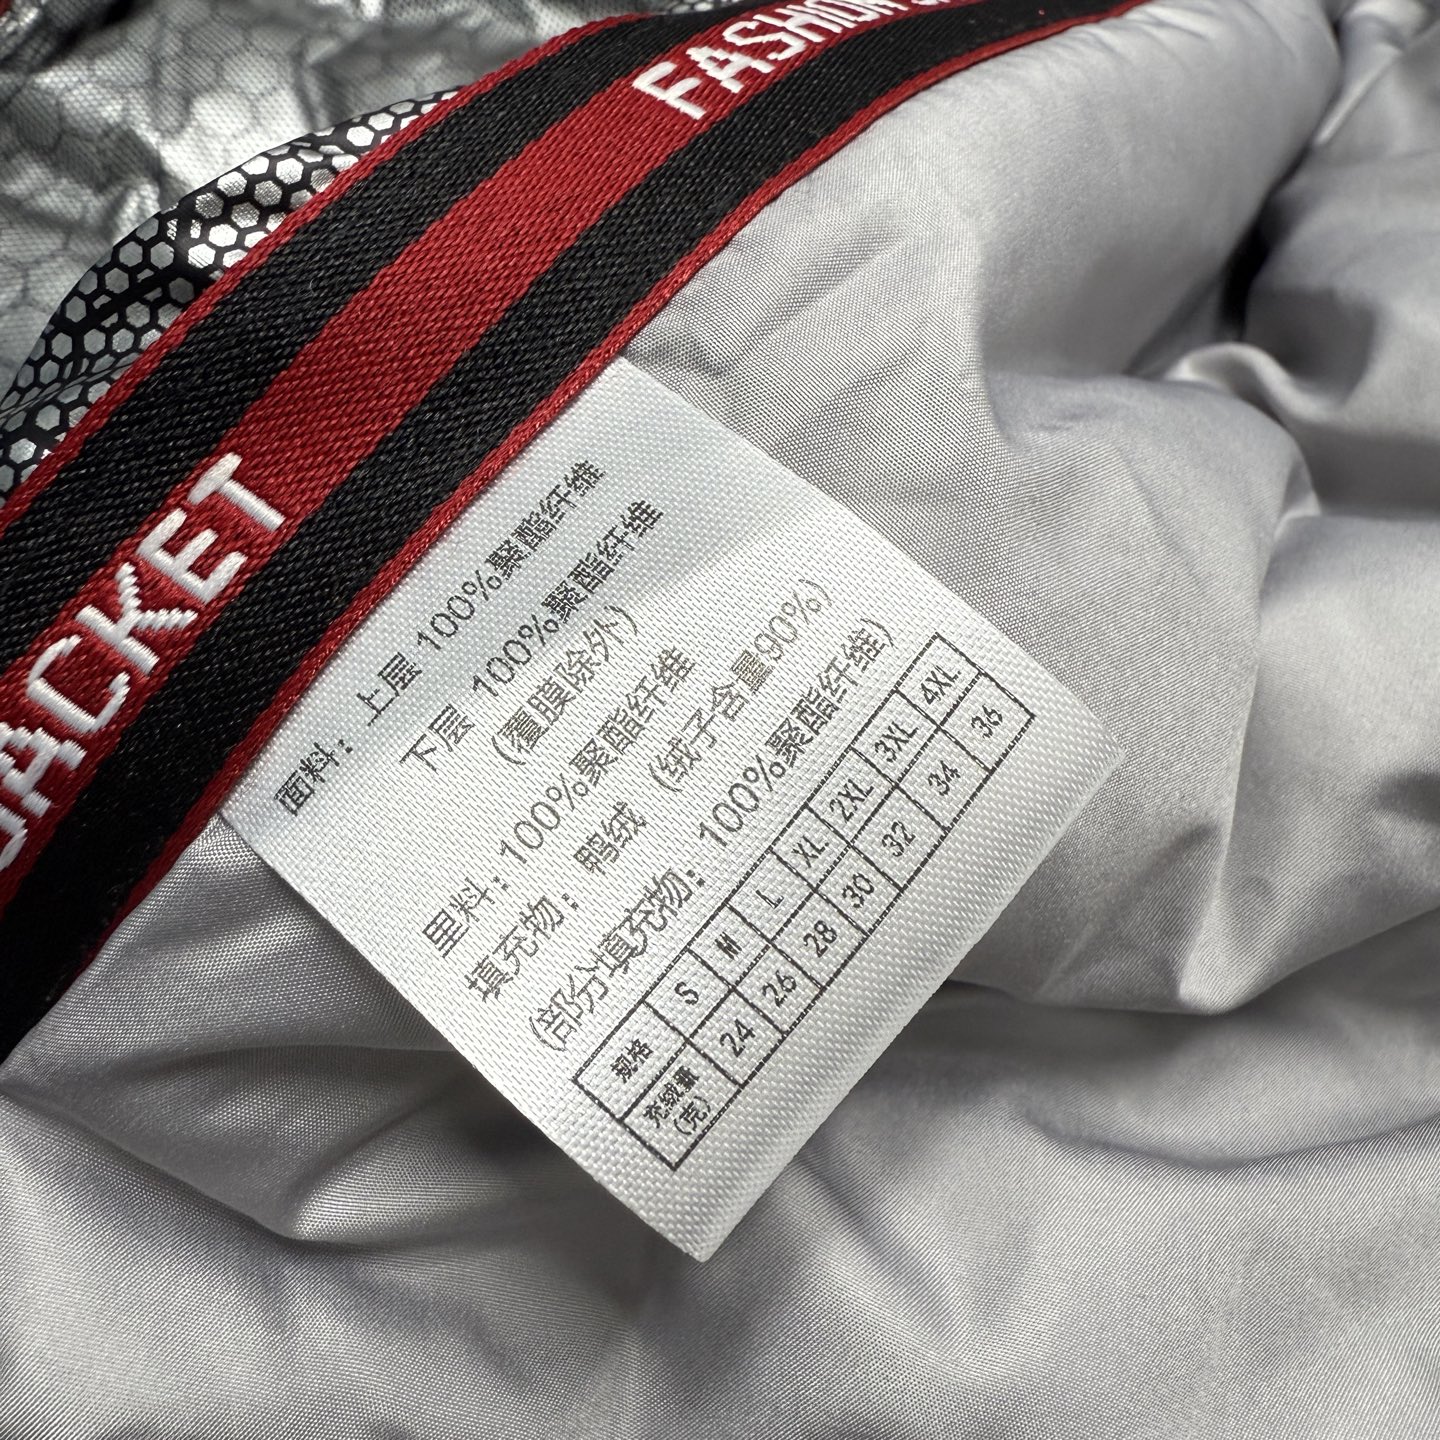 FASHION
JACKET
面料：上层 100%聚酯纤维
下层 100%聚酯纤维
(覆膜除外)
里料：100%聚酯纤维
填充物：鸭绒 (绒子含量90%)
(部分填充物：100%聚酯纤维)
规格 S M L XL 2XL 3XL 4XL
充绒量(克) 24 26 28 30 32 34 36